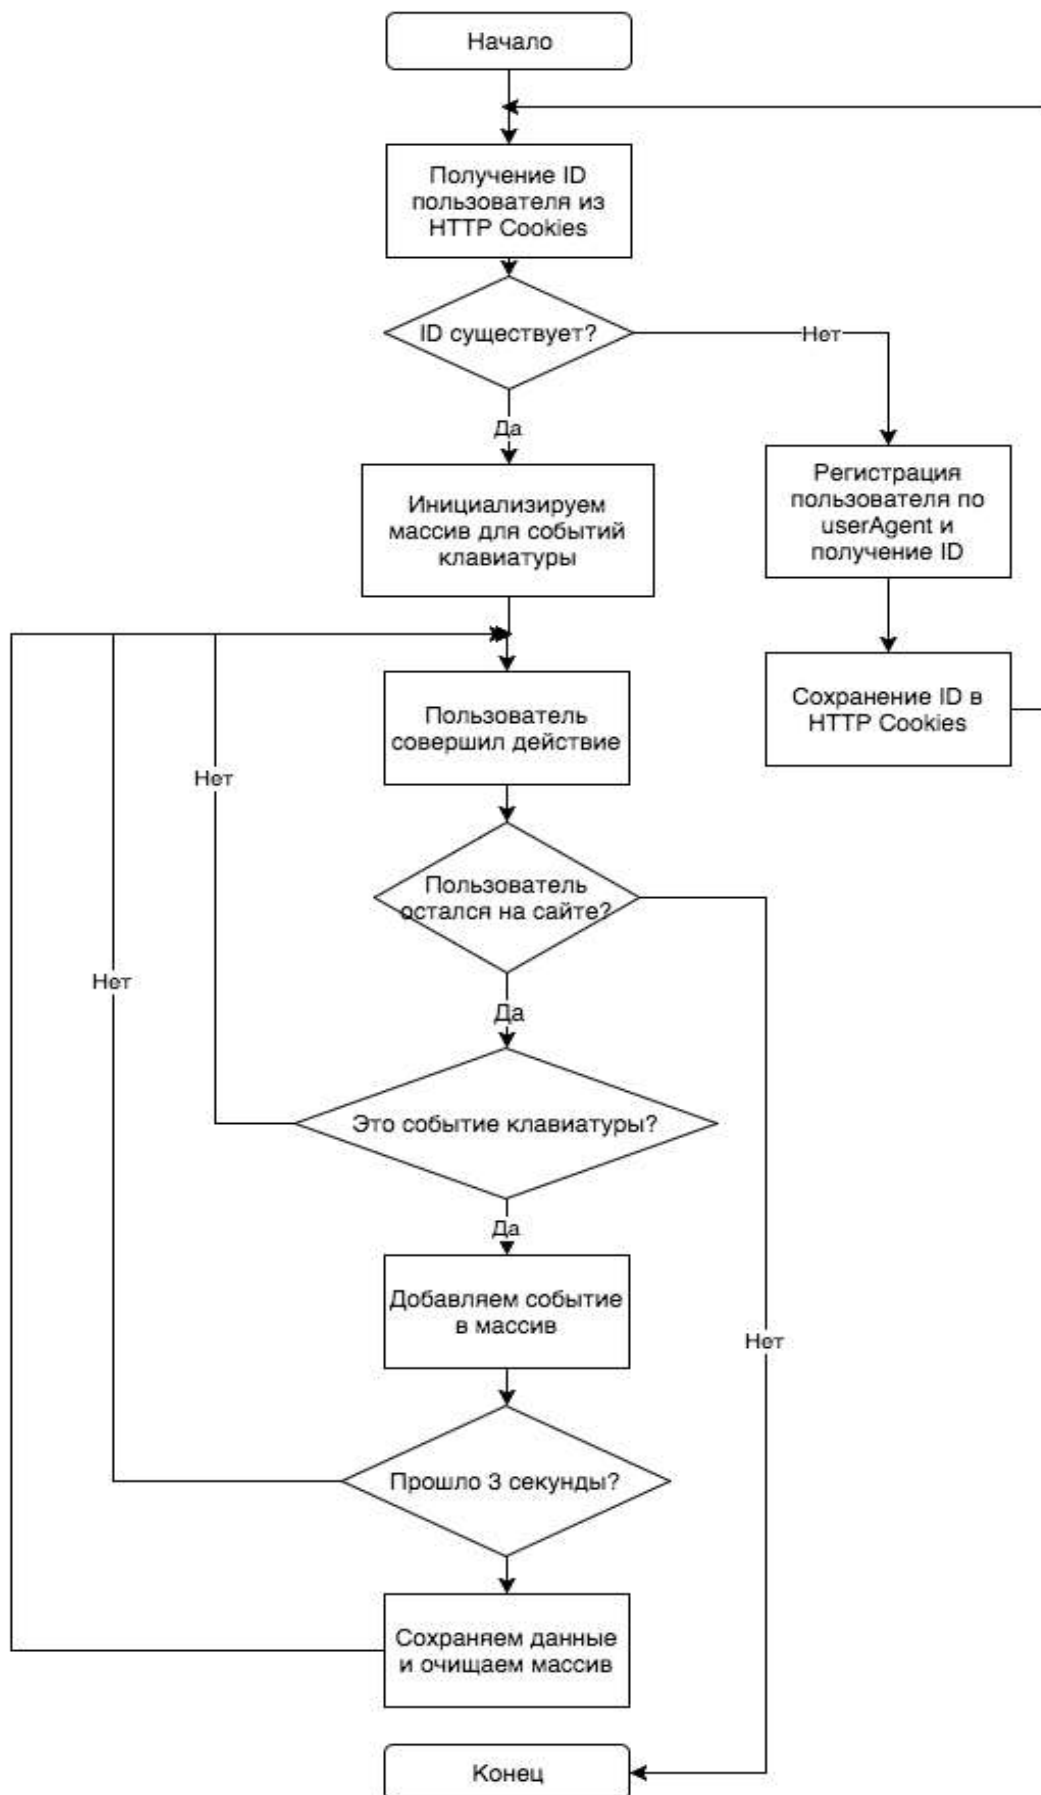 Начало
Получение ID
пользователя из
HTTP Cookies
ID существует?
Нет
Да
Инициализируем
массив для событий
клавиатуры
Регистрация
пользователя по
userAgent и
получение ID
Сохранение ID в
HTTP Cookies
Пользователь
совершил действие
Нет
Пользователь
остался на сайте?
Нет
Да
Это событие клавиатуры?
Да
Добавляем событие
в массив
Нет
Прошло 3 секунды?
Сохраняем данные
и очищаем массив
Конец